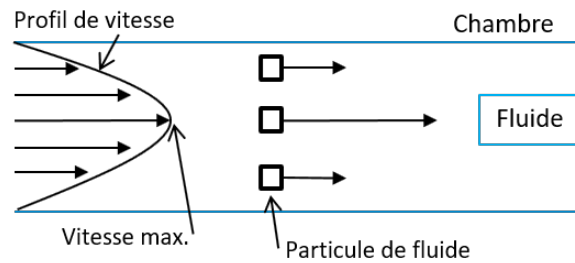 Profil de vitesse
Chambre
Fluide
Vitesse max.
Particule de fluide